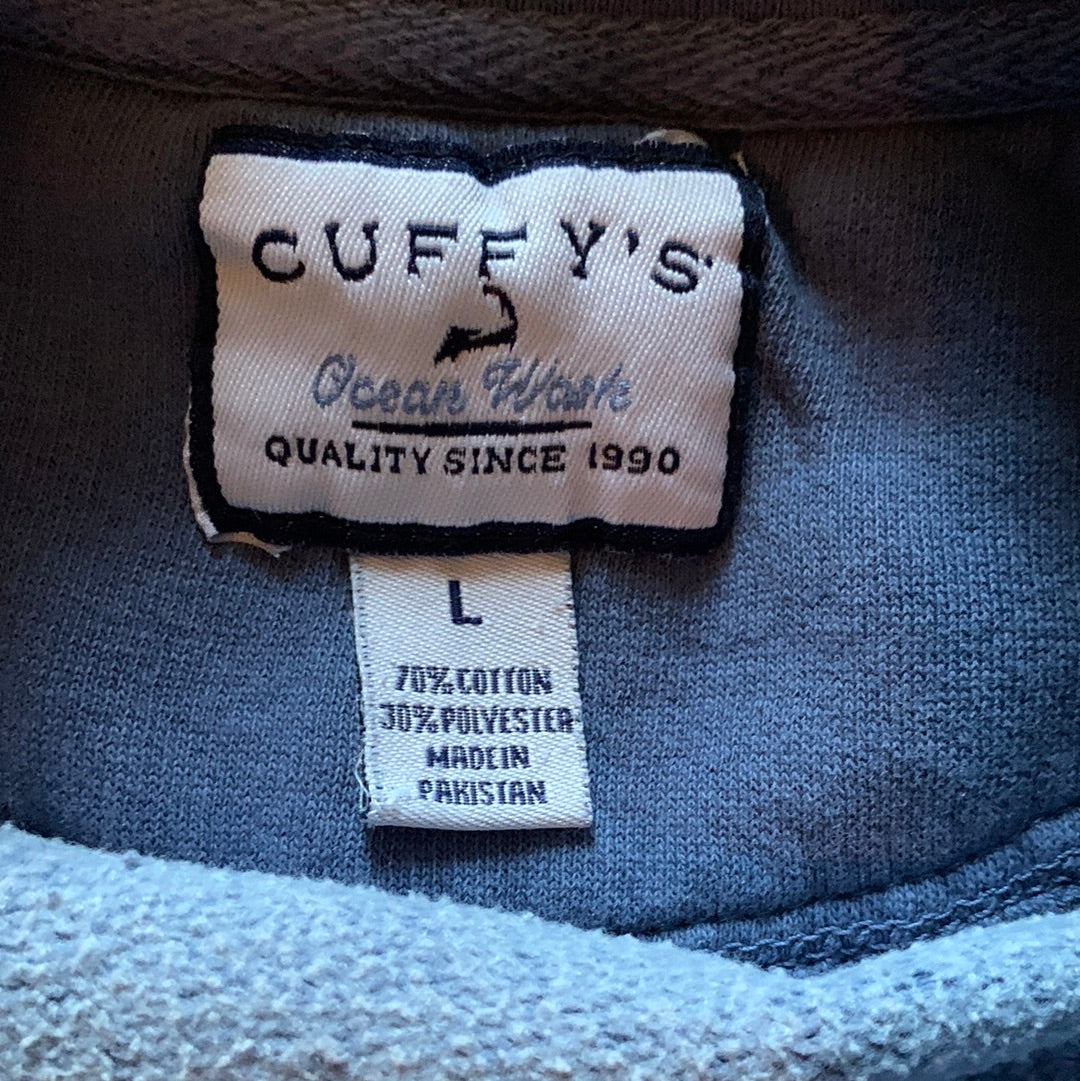 CUFFY'S
Ocean Wash
QUALITY SINCE 1990
L
70% COTTON
30% POLYESTER
MADE IN
PAKISTAN